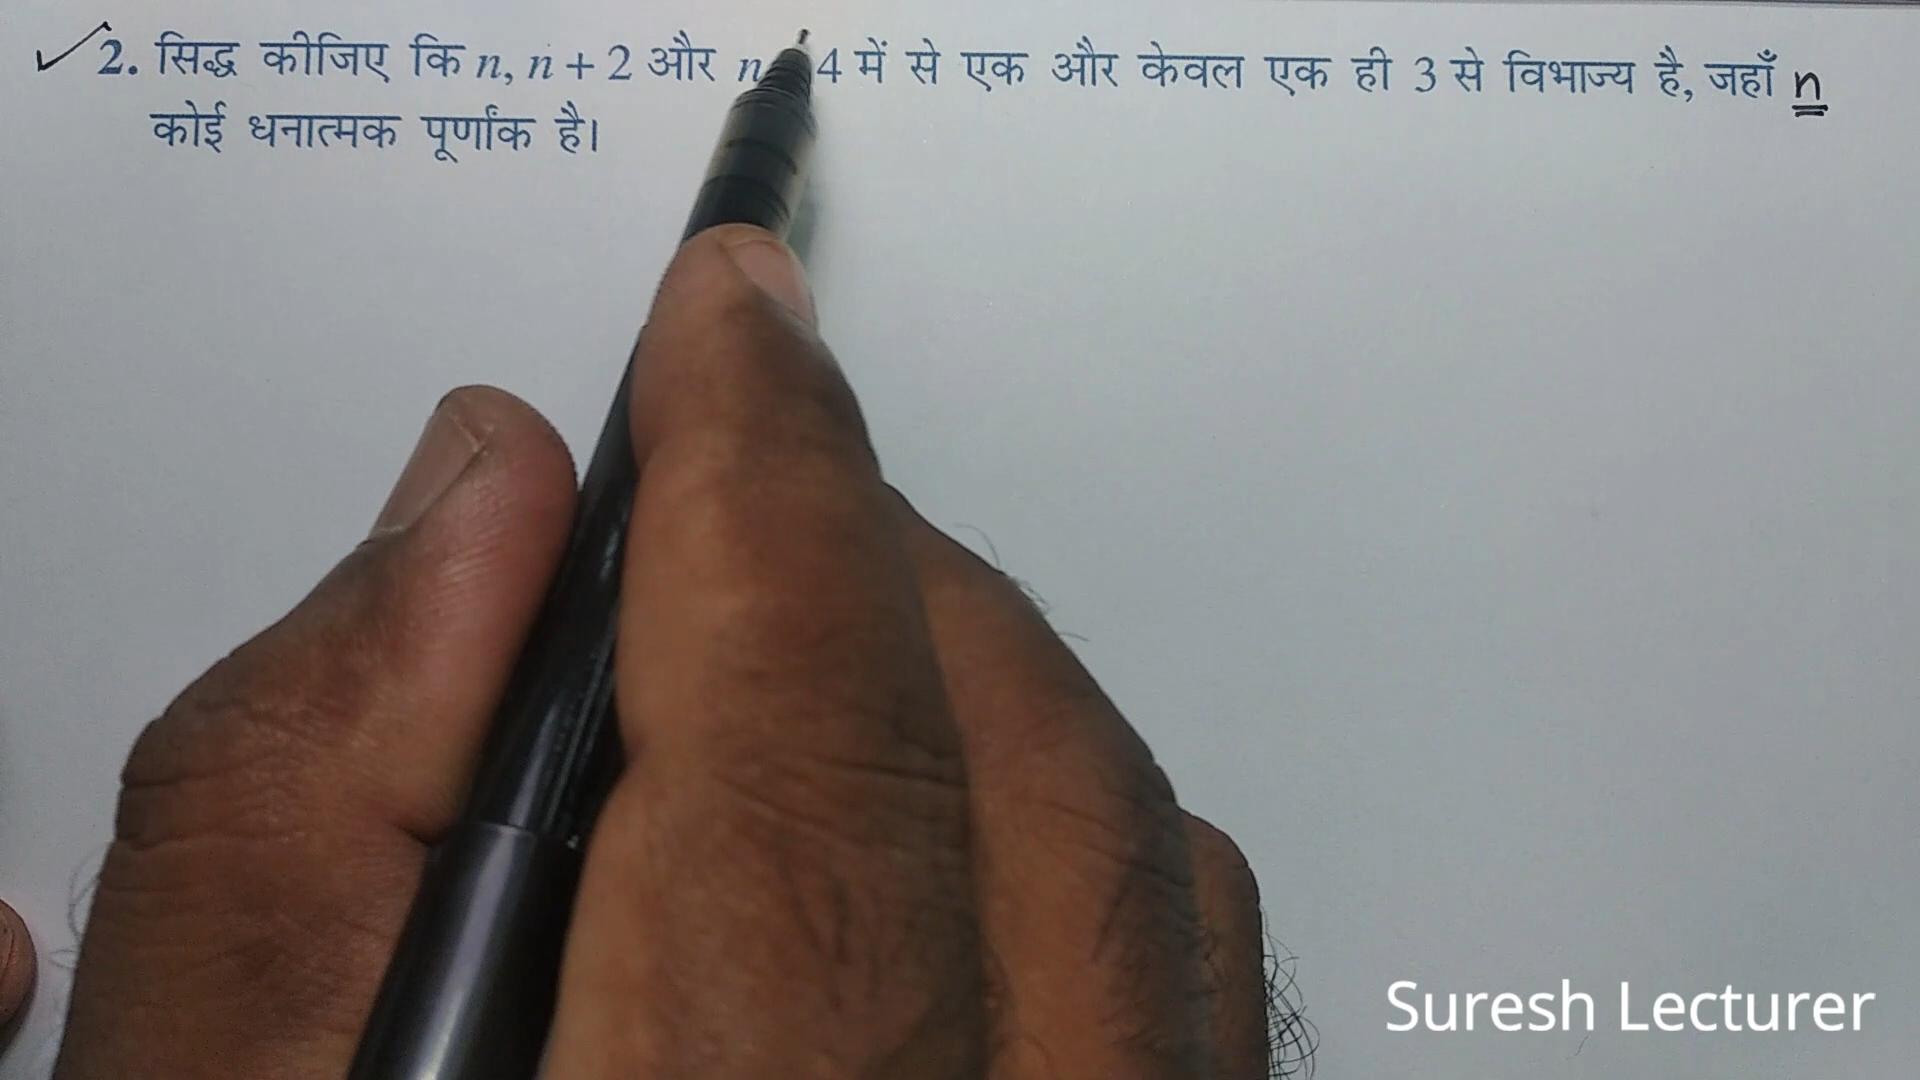 2. सिद्ध कीजिए कि n, n + 2 और n 4 में से एक और केवल एक ही 3 से विभाज्य है, जहाँ n
कोई धनात्मक पूर्णांक है।
Suresh Lecturer